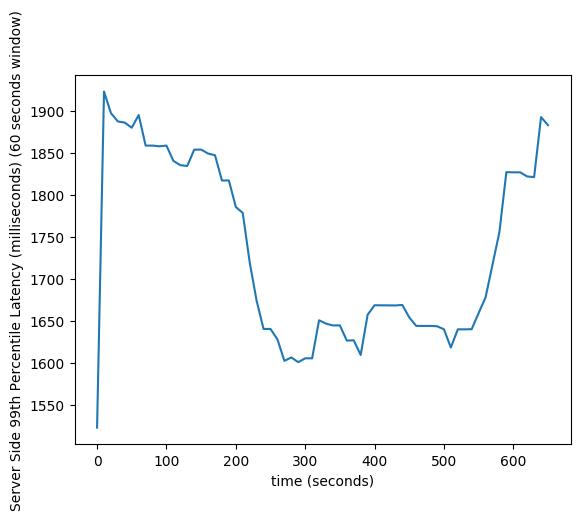 Server Side 99th Percentile Latency (milliseconds) (60 seconds window)
1900
1850
1800
1750
1700
1650
1600
1550
0 100 200 300 400 500 600
time (seconds)